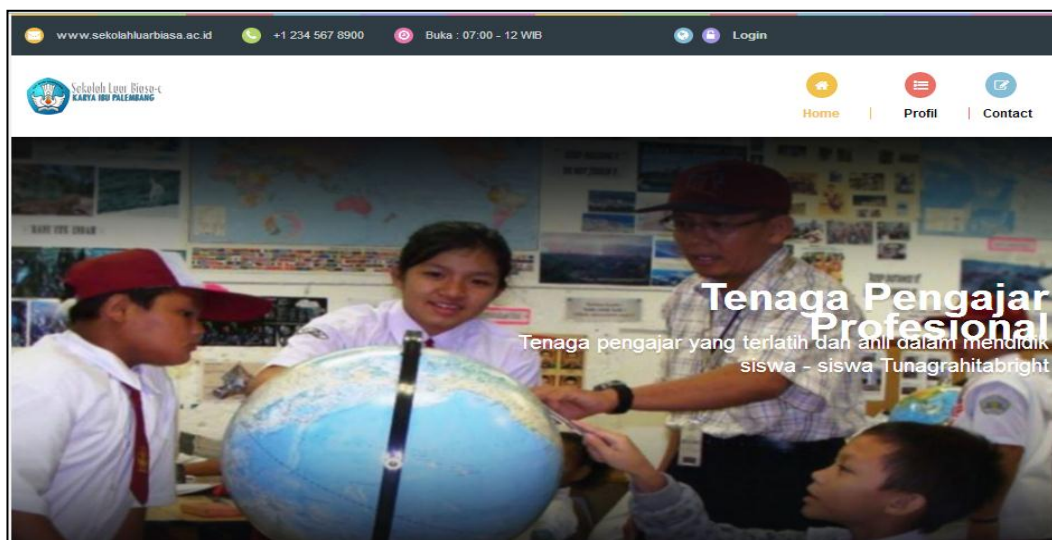 www.sekolahluarbiasa.ac.id
+1 234 567 8900
Buka : 07:00 - 12 WIB
Login
Sekolah Luar Biasa-c
KARYA IBU PALEMBANG
Home
Profil
Contact
Tenaga Pengajar
Profesional
Tenaga pengajar yang terlatih dan ahli dalam mendidik
siswa - siswa Tunagrahitabright